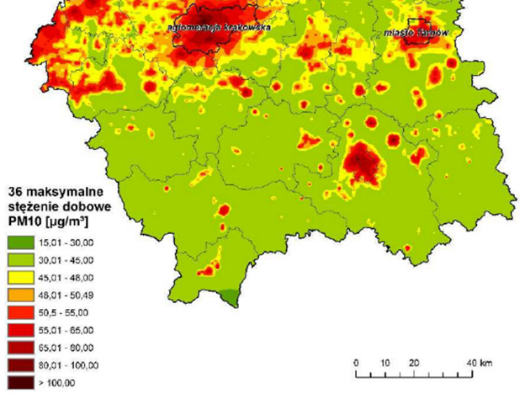 aglomeracja krakowska
miasto Tarnów
36 maksymalne
stężenie dobowe
PM10 [µg/m³]
15,01 - 30,00
30,01 - 45,00
45,01 - 48,00
48,01 - 50,49
50,5 - 55,00
55,01 - 65,00
65,01 - 80,00
80,01 - 100,00
> 100,00
0 10 20 40 km